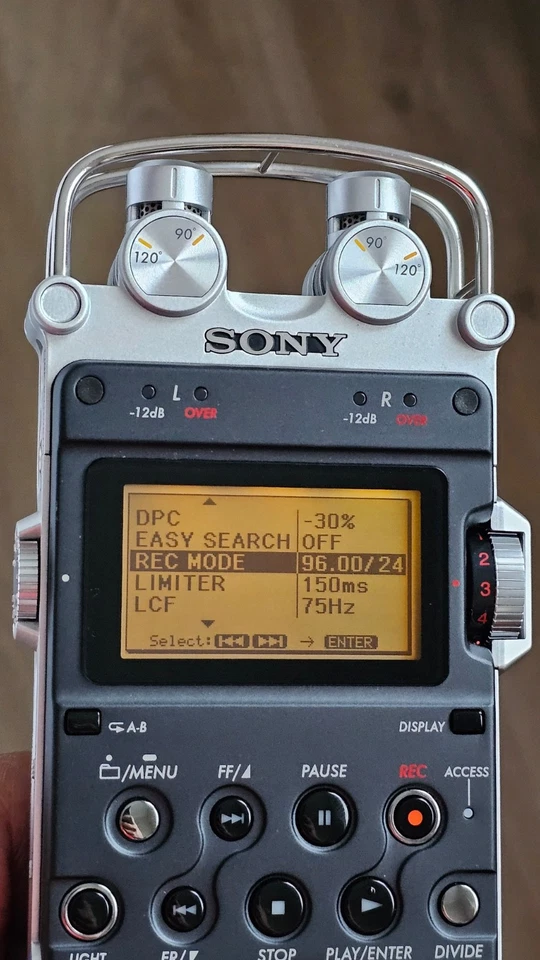 90°
120°
90°
120°
SONY
L
R
-12dB OVER
-12dB OVER
DPC -30%
EASY SEARCH OFF
REC MODE 96.00/24
LIMITER 150ms
LCF 75Hz
Select: → ENTER
2
3
4
A-B
DISPLAY
/MENU
FF/
PAUSE
REC
ACCESS
LIGHT
FR/
STOP
PLAY/ENTER
DIVIDE